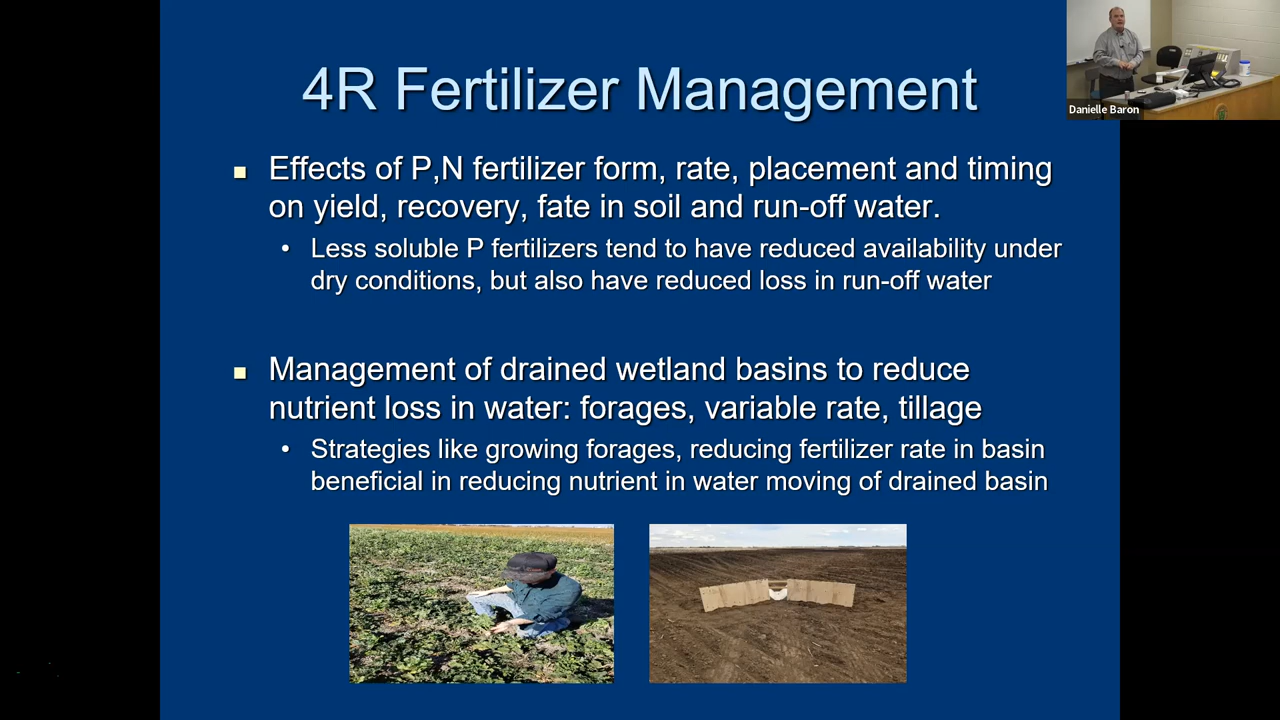 4R Fertilizer Management
Danielle Baron
Effects of P,N fertilizer form, rate, placement and timing
on yield, recovery, fate in soil and run-off water.
Less soluble P fertilizers tend to have reduced availability under
dry conditions, but also have reduced loss in run-off water
Management of drained wetland basins to reduce
nutrient loss in water: forages, variable rate, tillage
Strategies like growing forages, reducing fertilizer rate in basin
beneficial in reducing nutrient in water moving of drained basin